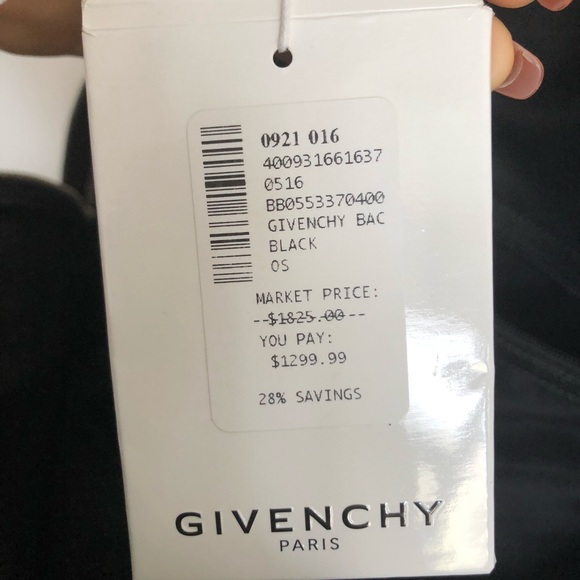 0921 016
400931661637
0516
BB0553370400
GIVENCHY BAC
BLACK
OS
MARKET PRICE:
--$1825.00--
YOU PAY:
$1299.99
28% SAVINGS
GIVENCHY
PARIS